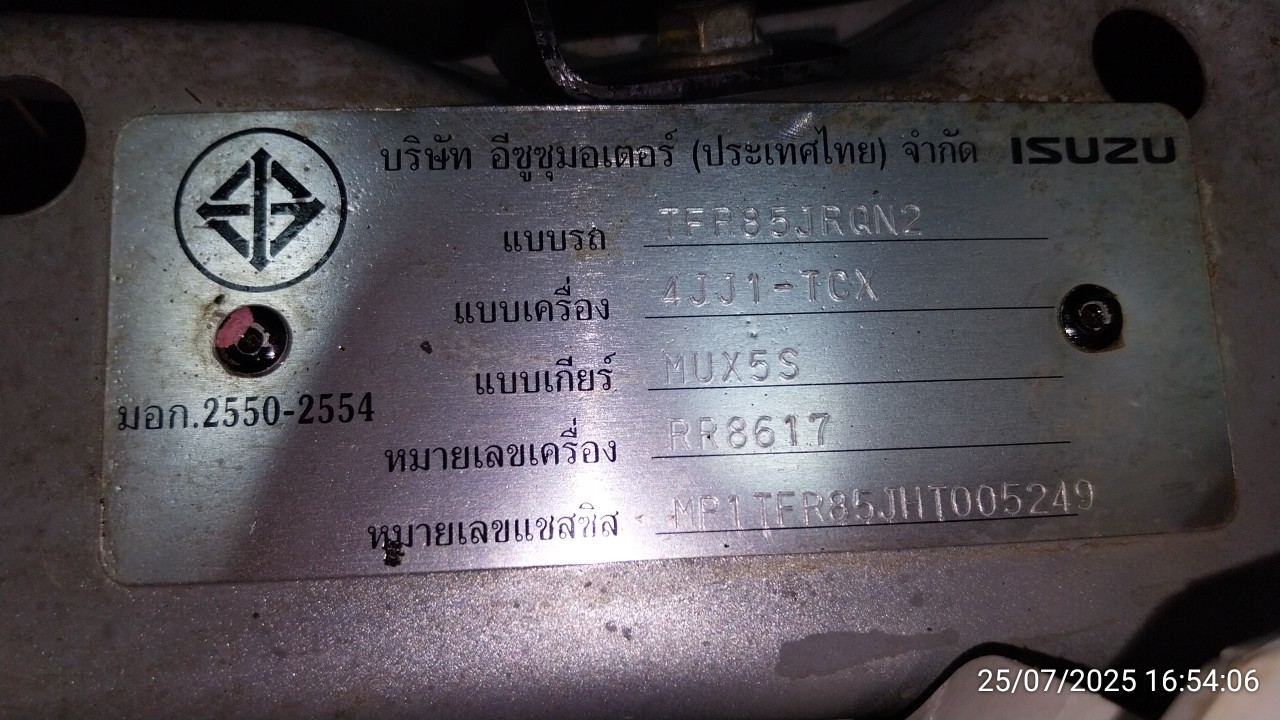 บริษัท อีซูซุมอเตอร์ (ประเทศไทย) จำกัด ISUZU
แบบรถ TFR85JRQN2
แบบเครื่อง 4JJ1-TCX
แบบเกียร์ MUX5S
มอก.2550-2554
หมายเลขเครื่อง RR8617
หมายเลขแชสซิส MP1TFR85JHT005249
25/07/2025 16:54:06